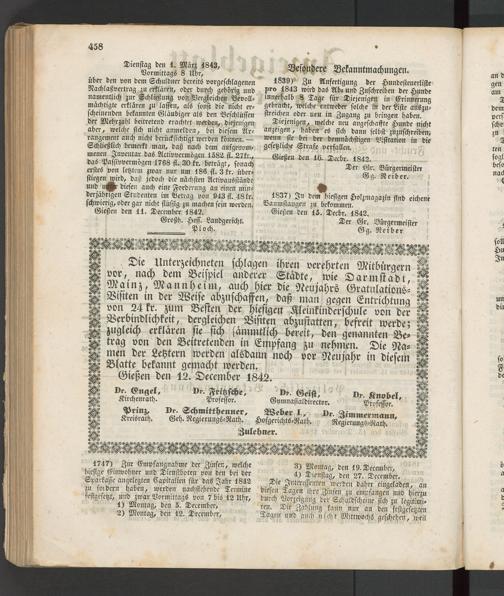 458
Dienstag den 1. März 1843,
Vormittags 8 Uhr,
über den von dem Schuldner bereits vorgeschlagenen
Nachlaßvertrag zu erklären, oder durch gehörig und
namentlich zur Schließung von Vergleichen Bevoll-
mächtigte erklären zu lassen, als sonst die nicht er-
scheinenden bekannten Gläubiger als den Beschlüssen
der Mehrzahl beitretend erachtet werden, diejenigen
aber, welche sich nicht anmelden, bei diesem Ar-
rangement auch nicht berücksichtigt werden können. —
Schließlich bemerkt man, daß nach dem aufgenom-
menen Inventar das Activvermögen 1582 fl. 27 kr.
das Passivvermögen 1768 fl. 30 kr. beträgt, sonach
erstes von letztem zwar nur um 186 fl. 3 kr. über-
stiegen wird, daß jedoch die nächsten Activausstände
und unter diesen auch eine Forderung an einen min-
derjährigen Studenten im Betrag von 943 fl. 48 kr.
schwierig, oder gar nicht flüssig zu machen sein werden.
Gießen den 11. December 1842.
Großh. Hess. Landgericht.
Ploch.
Besondere Bekanntmachungen.
1839) Zu Anfertigung der Hundesteuerliste
pro 1843 wird das Ab- und Zuschreiben der Hunde
innerhalb 8 Tage für Diejenigen in Erinnerung
gebracht, welche entweder solche in der Liste auszu-
streichen oder neu in Zugang zu bringen haben.
Diejenigen, welche neu angeschaffte Hunde nicht
anzeigen, haben es sich dann selbst zuzuschreiben,
wenn sie bei der demnächstigen Visitation in die
gesetzliche Strafe verfallen.
Gießen den 16. Decbr. 1842.
Der Gr. Bürgermeister
Gg. Reiber.
1837) In dem hiesigen Holzmagazin sind eichene
Baumstangen zu bekommen.
Gießen den 15. Decbr. 1842.
Der Gr. Bürgermeister
Gg. Reiber
Die Unterzeichneten schlagen ihren verehrten Mitbürgern
vor, nach dem Beispiel anderer Städte, wie Darmstadt,
Mainz, Mannheim, auch hier die Neujahrs Gratulations-
Visiten in der Weise abzuschaffen, daß man gegen Entrichtung
von 24 kr. zum Besten der hiesigen Kleinkinderschule von der
Verbindlichkeit, dergleichen Visiten abzustatten, befreit werde;
zugleich erklären sie sich sämmtlich bereit, den genannten Be-
trag von den Beitretenden in Empfang zu nehmen. Die Na-
men der Letztern werden alsdann noch vor Neujahr in diesem
Blatte bekannt gemacht werden.
Gießen den 12. December 1842.
Dr. Engel, Dr. Fritzsche, Dr. Geist, Dr. Knobel,
Kirchenrath. Professor. Gymnasialdirector. Professor.
Prinz, Dr. Schmitthenner, Weber I., Dr. Zimmermann,
Kreisrath. Geh. Regierungs-Rath. Hofgerichts-Rath. Regierungs-Rath.
Zulehner.
1747) Zur Empfangnahme der Zinsen, welche
hiesige Einwohner und Dienstboten von den bei der
Sparkasse angelegten Capitalien für das Jahr 1842
zu fordern haben, werden nachstehende Termine
festgesetzt, und zwar Vormittags von 7 bis 12 Uhr,
1) Montag, den 5. December,
2) Montag, den 12. December,
3) Montag, den 19. December,
4) Dienstag, den 27. December.
Die Interessenten werden daher eingeladen, an
diesen Tagen ihre Zinsen zu empfangen und hierzu
durch Vorzeigung der Schuldscheine sich zu legitimi-
ren. Die Zahlung kann nur an den festgesetzten
Tagen und auch nicht Mittwochs geschehen, weil